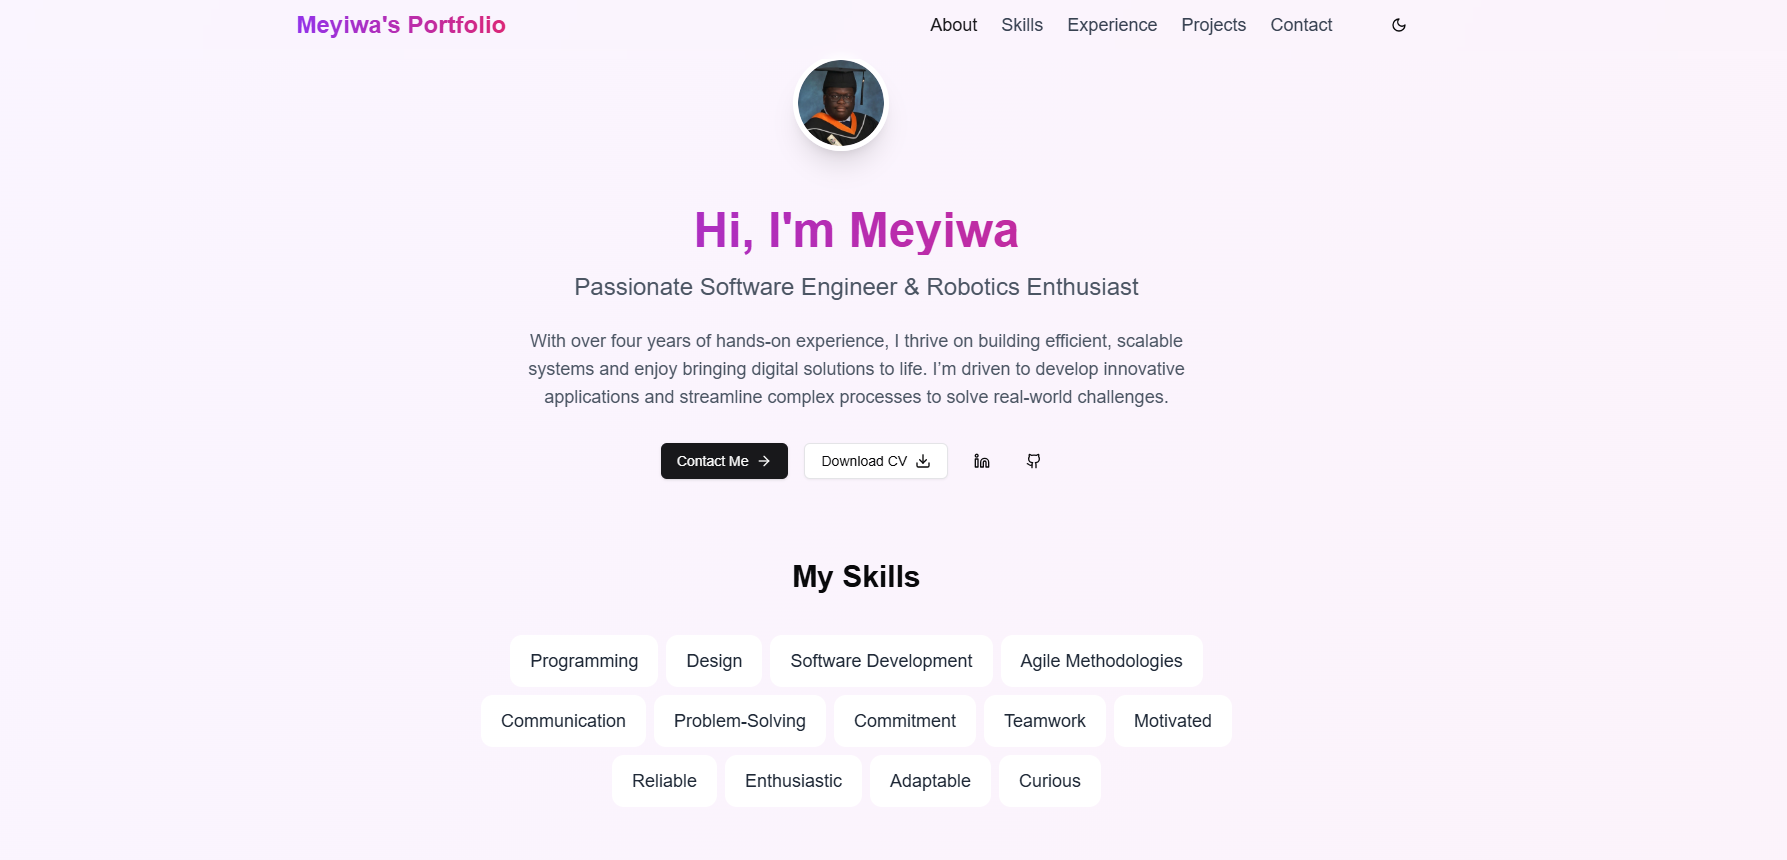 Meyiwa's Portfolio About Skills Experience Projects Contact
Hi, I'm Meyiwa
Passionate Software Engineer & Robotics Enthusiast
With over four years of hands-on experience, I thrive on building efficient, scalable
systems and enjoy bringing digital solutions to life. I’m driven to develop innovative
applications and streamline complex processes to solve real-world challenges.
Contact Me Download CV
My Skills
Programming Design Software Development Agile Methodologies
Communication Problem-Solving Commitment Teamwork Motivated
Reliable Enthusiastic Adaptable Curious